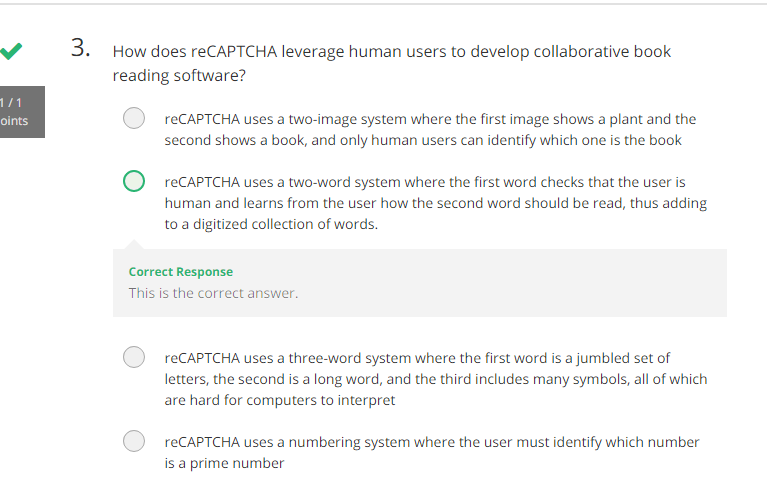 3. How does reCAPTCHA leverage human users to develop collaborative book
reading software?
1 / 1
oints
reCAPTCHA uses a two-image system where the first image shows a plant and the
second shows a book, and only human users can identify which one is the book
reCAPTCHA uses a two-word system where the first word checks that the user is
human and learns from the user how the second word should be read, thus adding
to a digitized collection of words.
Correct Response
This is the correct answer.
reCAPTCHA uses a three-word system where the first word is a jumbled set of
letters, the second is a long word, and the third includes many symbols, all of which
are hard for computers to interpret
reCAPTCHA uses a numbering system where the user must identify which number
is a prime number